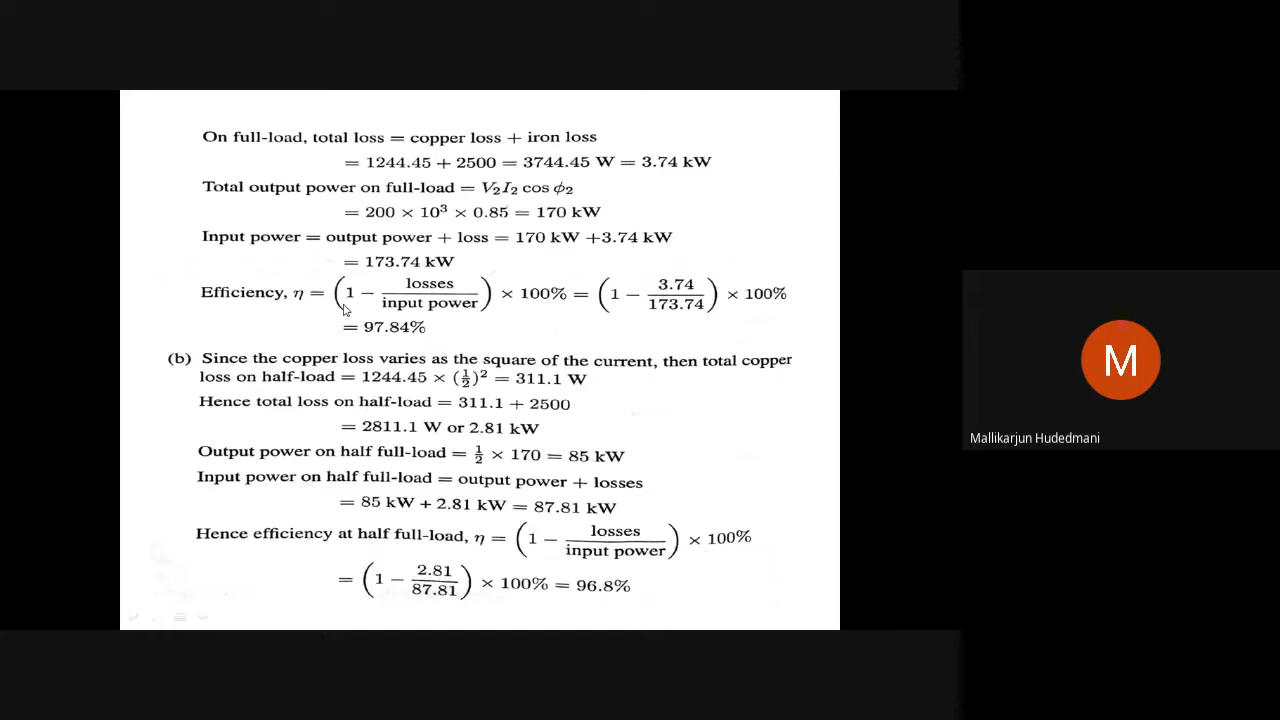 On full-load, total loss = copper loss + iron loss
= 1244.45 + 2500 = 3744.45 W = 3.74 kW
Total output power on full-load = V₂I₂ cos ϕ₂
= 200 × 10³ × 0.85 = 170 kW
Input power = output power + loss = 170 kW +3.74 kW
= 173.74 kW
Efficiency, η = (1 − losses/input power) × 100% = (1 − 3.74/173.74) × 100%
= 97.84%
(b) Since the copper loss varies as the square of the current, then total copper
loss on half-load = 1244.45 × (½)² = 311.1 W
Hence total loss on half-load = 311.1 + 2500
= 2811.1 W or 2.81 kW
Output power on half full-load = ½ × 170 = 85 kW
Input power on half full-load = output power + losses
= 85 kW + 2.81 kW = 87.81 kW
Hence efficiency at half full-load, η = (1 − losses/input power) × 100%
= (1 − 2.81/87.81) × 100% = 96.8%
M
Mallikarjun Hudedmani